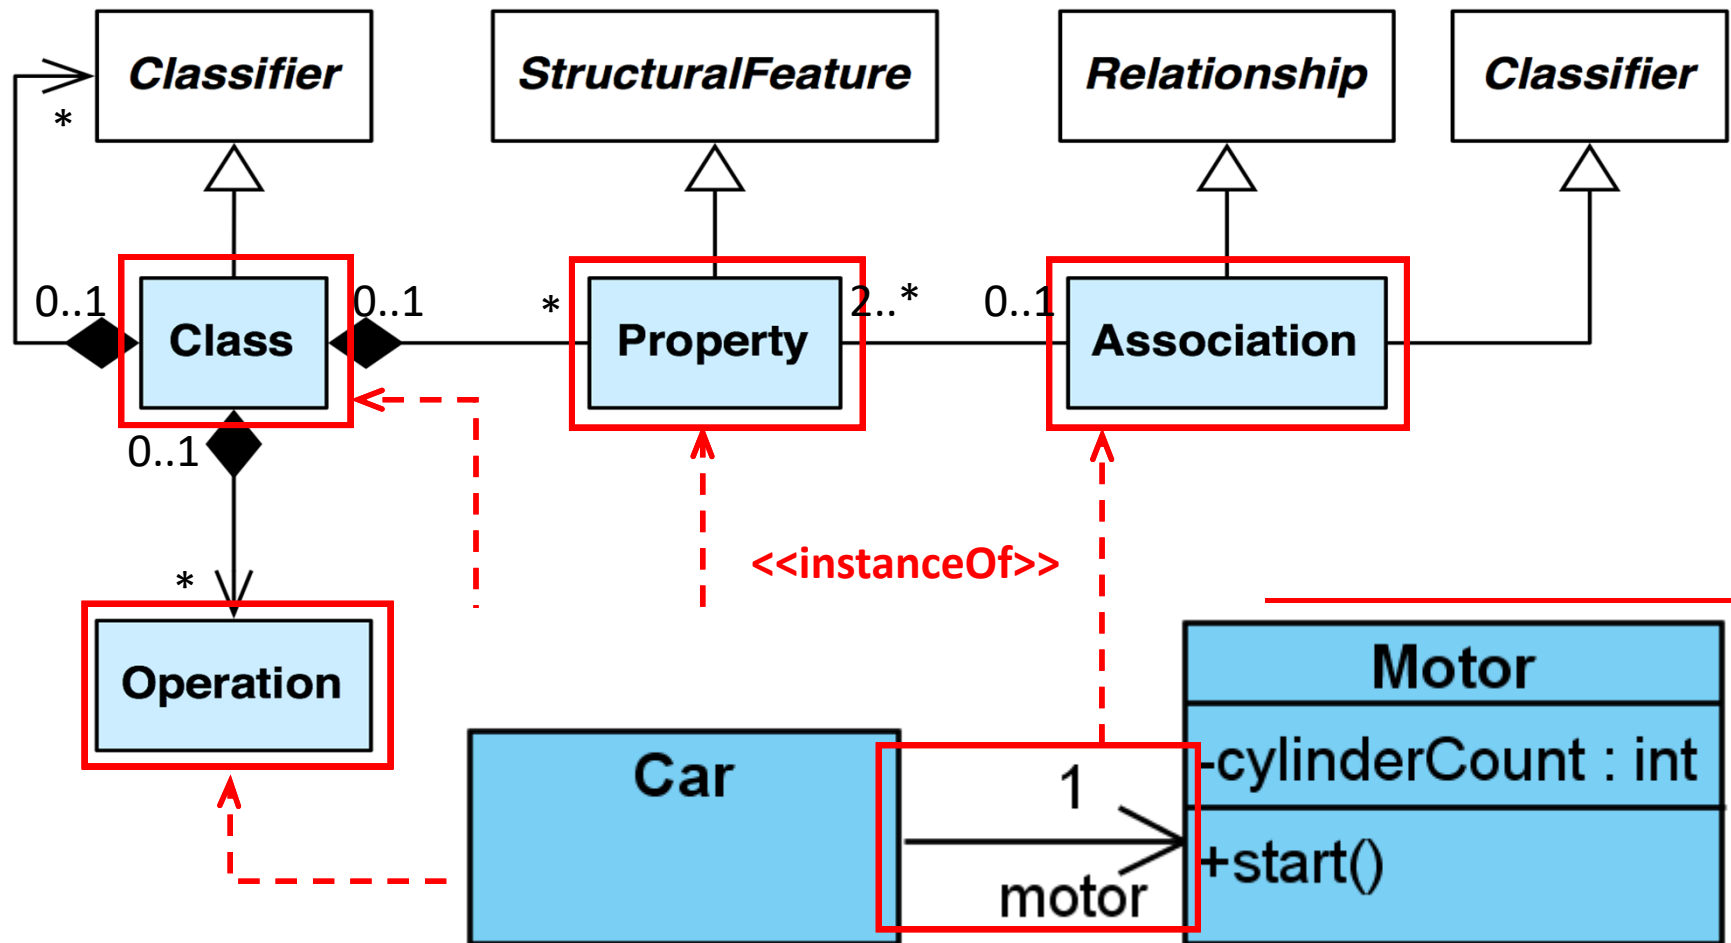 Classifier
StructuralFeature
Relationship
Classifier
*
0..1
Class
0..1
*
Property
2..*
0..1
Association
0..1
*
<<instanceOf>>
Operation
Car
1
motor
Motor
-cylinderCount : int
+start()